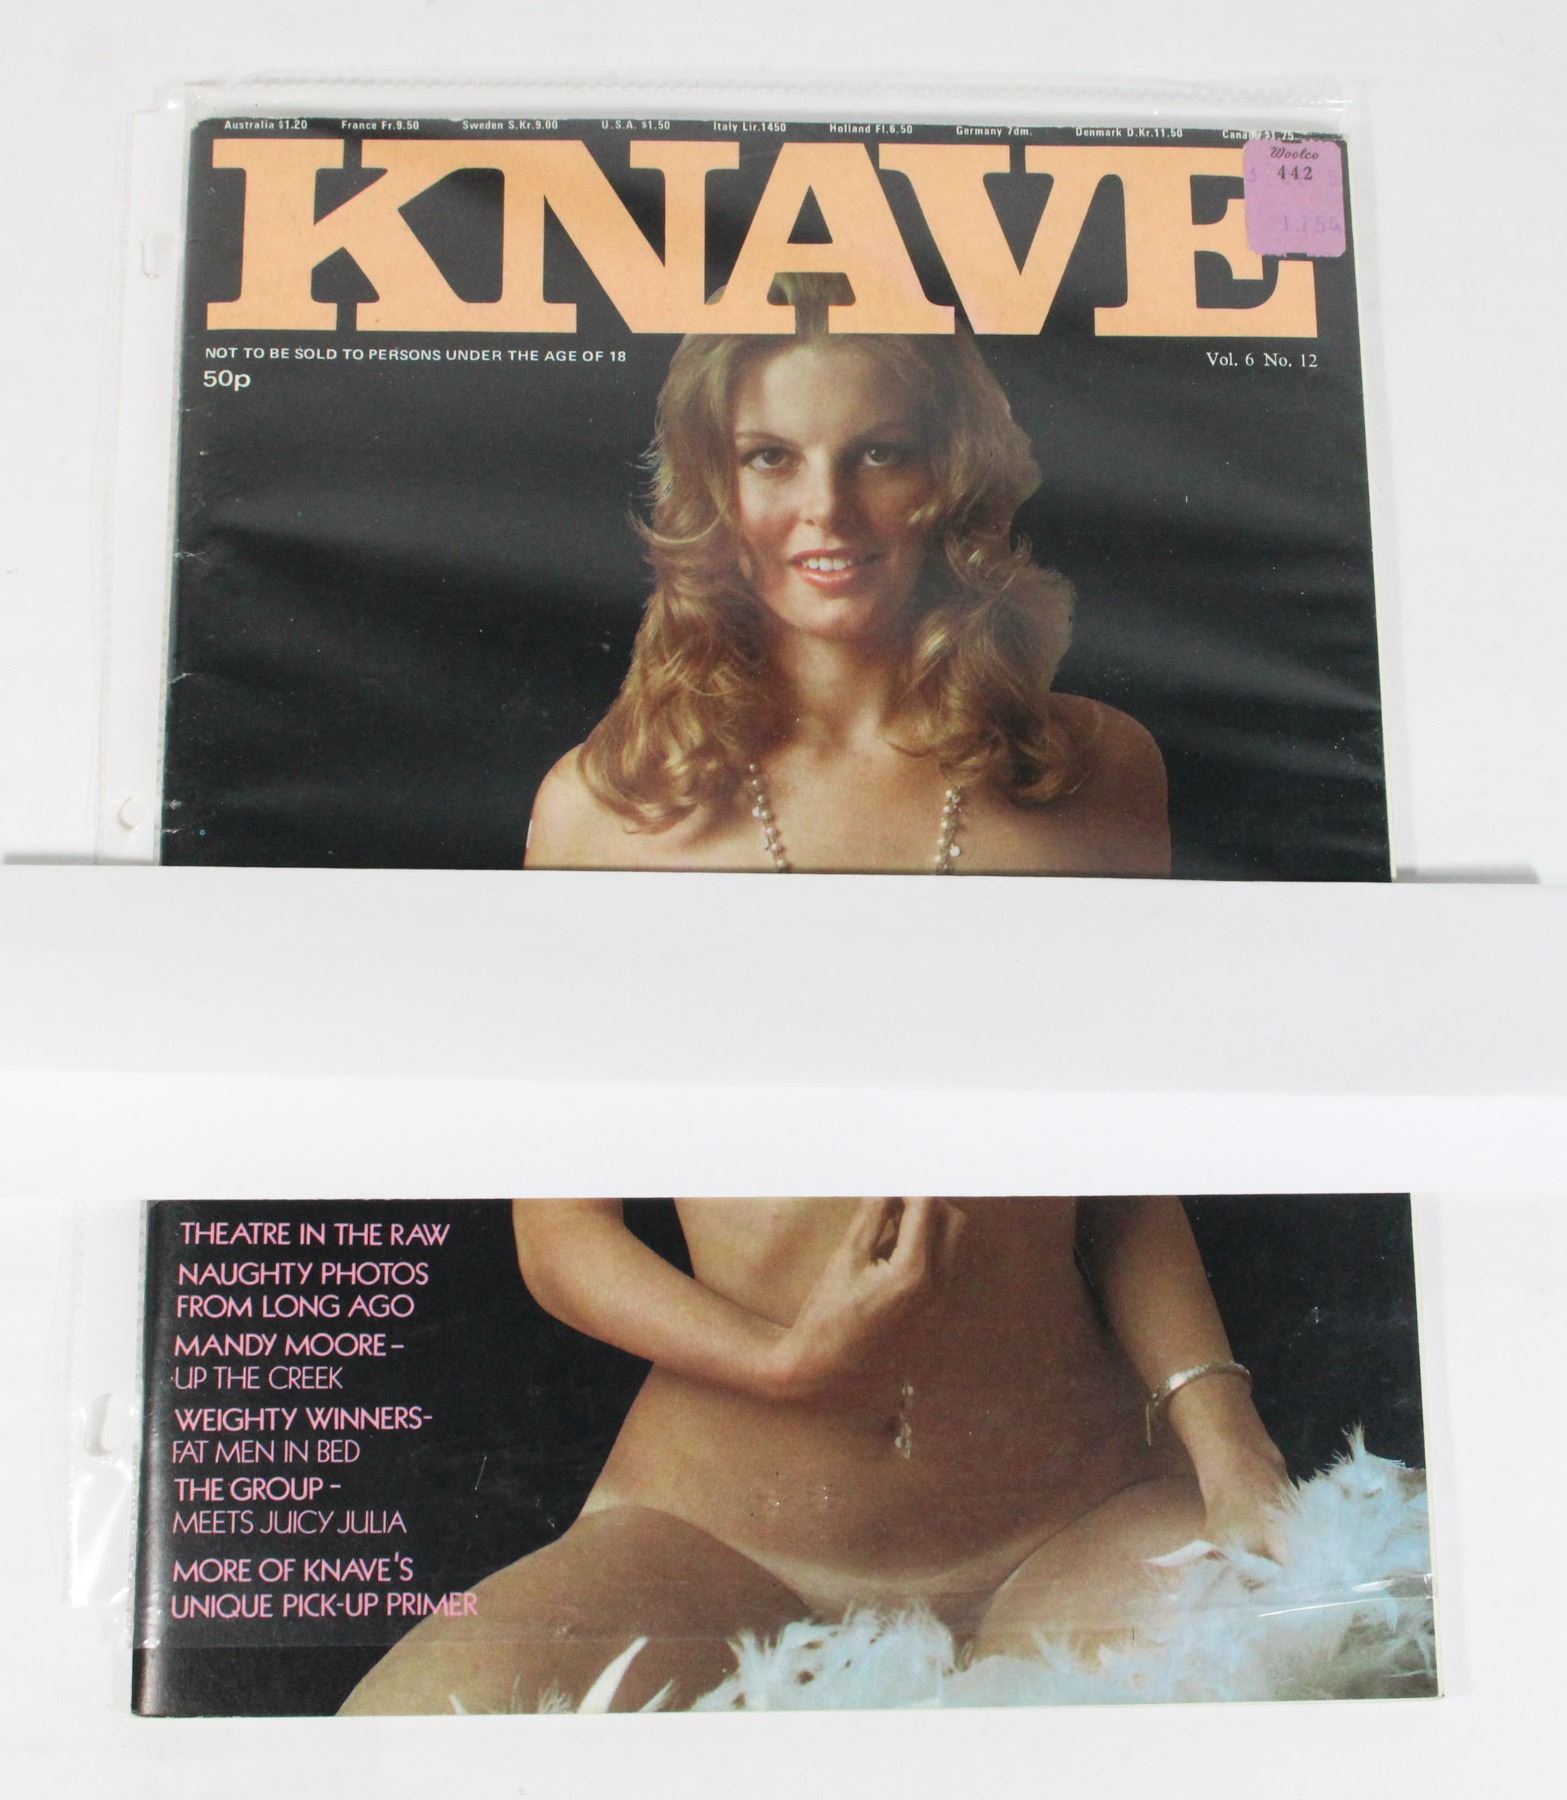 Australia $1.20 France Fr.9.50 Sweden S.Kr.9.00 U.S.A. $1.50 Italy Lir.1450 Holland Fl.6.50 Germany 7dm. Denmark D.Kr.11.50 Canada $1.75
KNAVE
Woolco
442
NOT TO BE SOLD TO PERSONS UNDER THE AGE OF 18
50p
Vol. 6 No. 12
THEATRE IN THE RAW
NAUGHTY PHOTOS
FROM LONG AGO
MANDY MOORE–
UP THE CREEK
WEIGHTY WINNERS-
FAT MEN IN BED
THE GROUP –
MEETS JUICY JULIA
MORE OF KNAVE'S
UNIQUE PICK-UP PRIMER